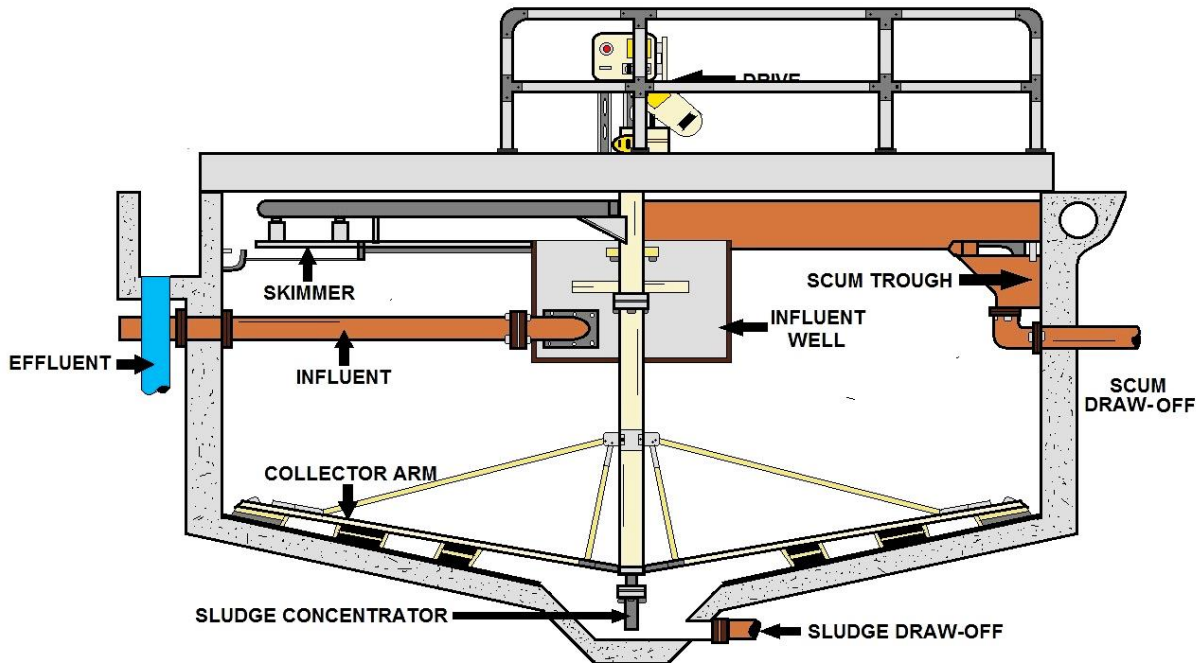 DRIVE
SKIMMER
SCUM TROUGH
INFLUENT
WELL
EFFLUENT
INFLUENT
SCUM
DRAW-OFF
COLLECTOR ARM
SLUDGE CONCENTRATOR
SLUDGE DRAW-OFF